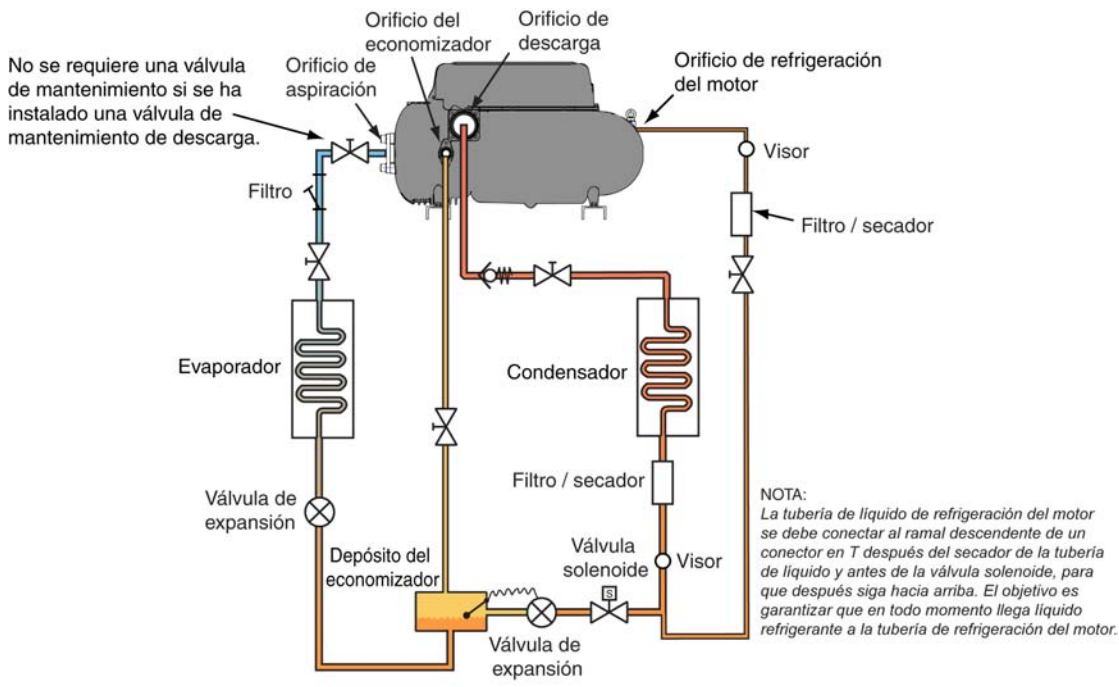 Orificio del
economizador
Orificio de
descarga
No se requiere una válvula
de mantenimiento si se ha
instalado una válvula de
mantenimiento de descarga.
Orificio de
aspiración
Orificio de refrigeración
del motor
Visor
Filtro
Filtro / secador
Evaporador
Condensador
Filtro / secador
Válvula de
expansión
Depósito del
economizador
Válvula
solenoide
Visor
S
Válvula de
expansión
NOTA:
La tubería de líquido de refrigeración del motor
se debe conectar al ramal descendente de un
conector en T después del secador de la tubería
de líquido y antes de la válvula solenoide, para
que después siga hacia arriba. El objetivo es
garantizar que en todo momento llega líquido
refrigerante a la tubería de refrigeración del motor.